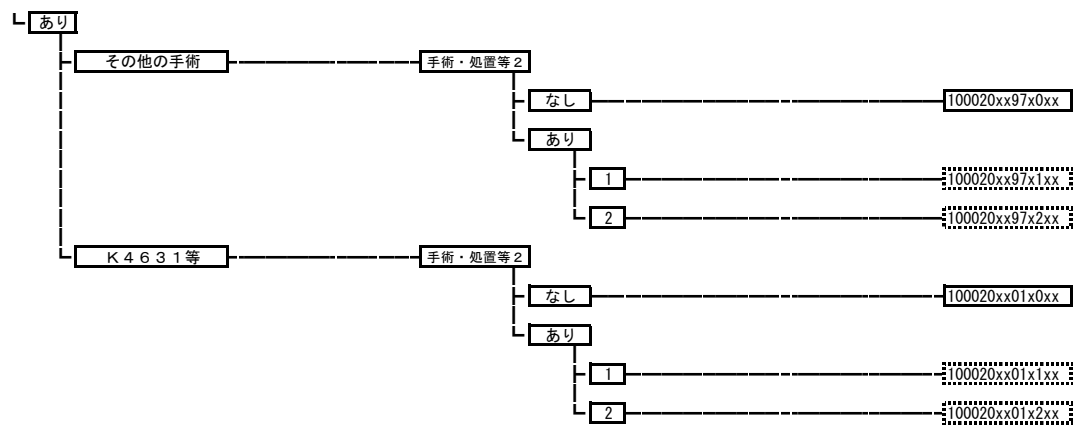 あり
その他の手術 手術・処置等2
なし 100020xx97x0xx
あり
1 100020xx97x1xx
2 100020xx97x2xx
K4631等 手術・処置等2
なし 100020xx01x0xx
あり
1 100020xx01x1xx
2 100020xx01x2xx